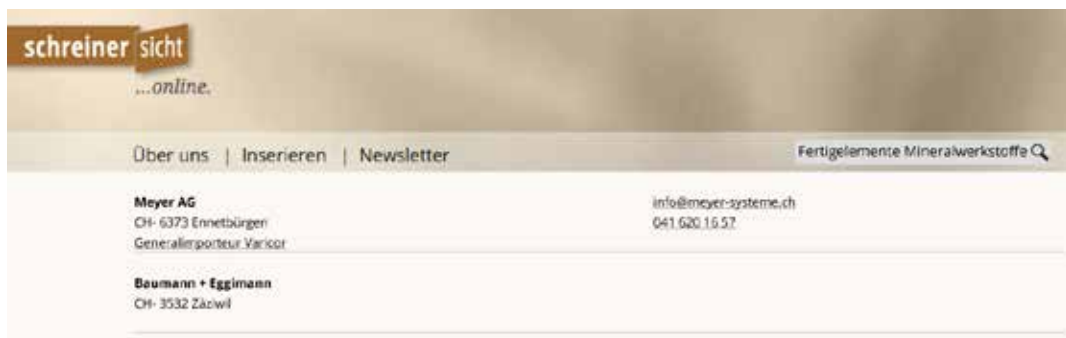 schreiner sicht
...online.
Über uns | Inserieren | Newsletter
Fertigelemente Mineralwerkstoffe
Meyer AG
info@meyer-systeme.ch
CH- 6373 Ennetbürgen
041 620 16 57
Generalimporteur Varicor
Baumann + Eggimann
CH- 3532 Zäziwil